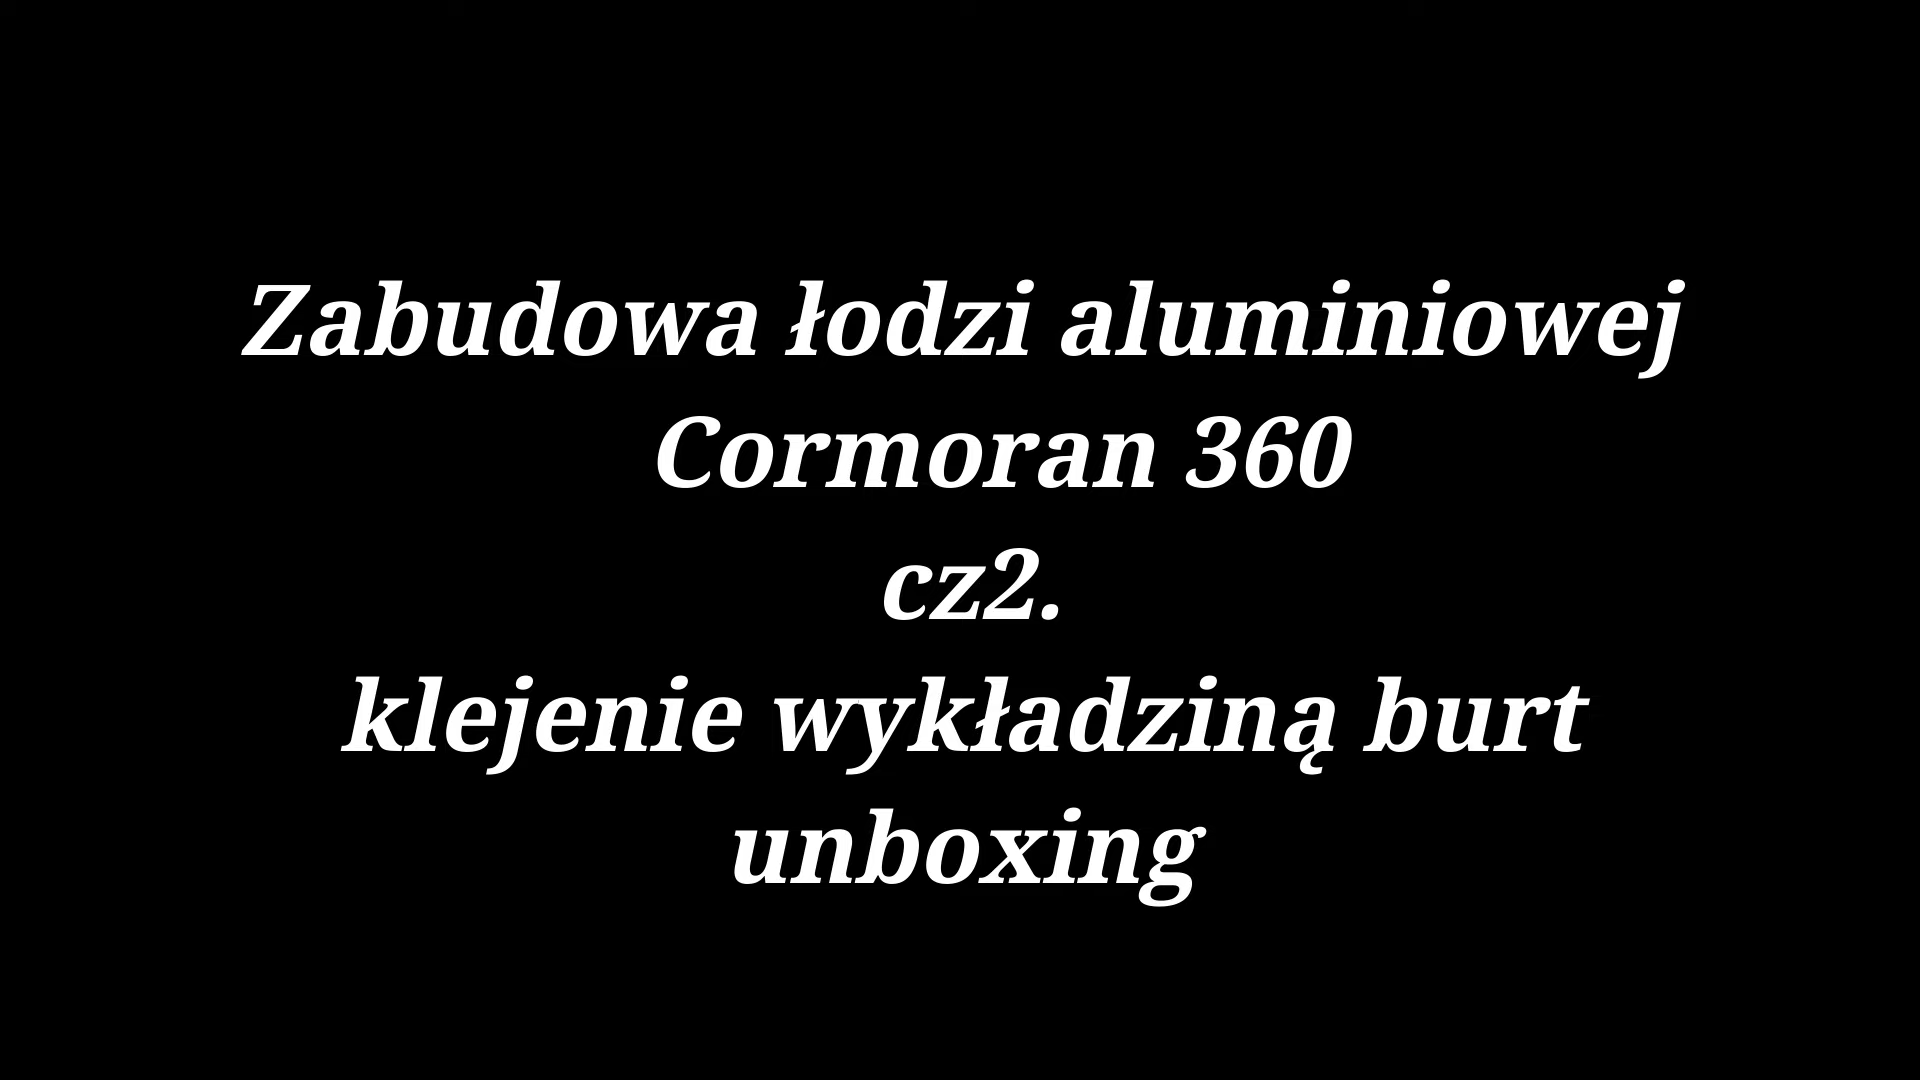 Zabudowa łodzi aluminiowej
Cormoran 360
cz2.
klejenie wykładziną burt
unboxing